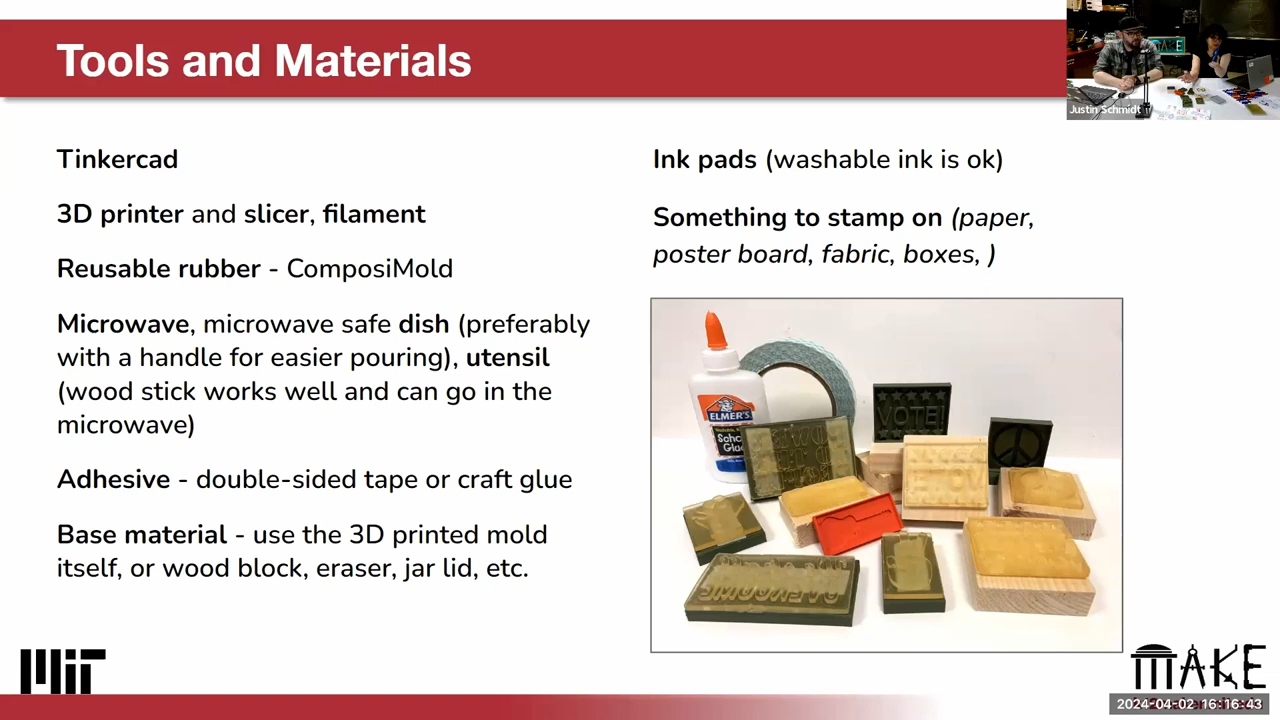 Tools and Materials
Justin Schmidt
Tinkercad
3D printer and slicer, filament
Reusable rubber - ComposiMold
Microwave, microwave safe dish (preferably
with a handle for easier pouring), utensil
(wood stick works well and can go in the
microwave)
Adhesive - double-sided tape or craft glue
Base material - use the 3D printed mold
itself, or wood block, eraser, jar lid, etc.
Ink pads (washable ink is ok)
Something to stamp on (paper,
poster board, fabric, boxes, )
ELMER'S
VOTE!
MIT
MAKE
2024-04-02 16:16:43